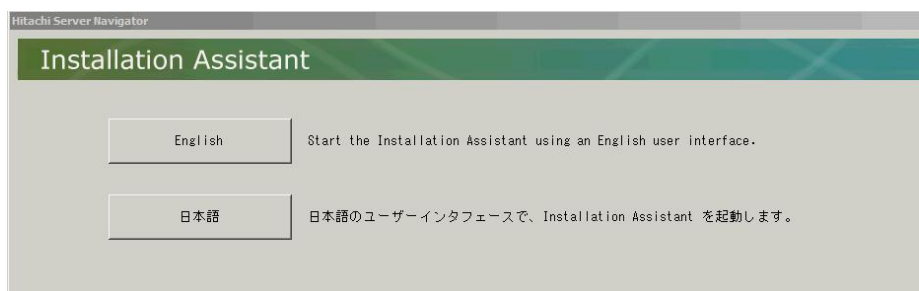 Hitachi Server Navigator
Installation Assistant
English
Start the Installation Assistant using an English user interface.
日本語
日本語のユーザーインタフェースで、Installation Assistant を起動します。